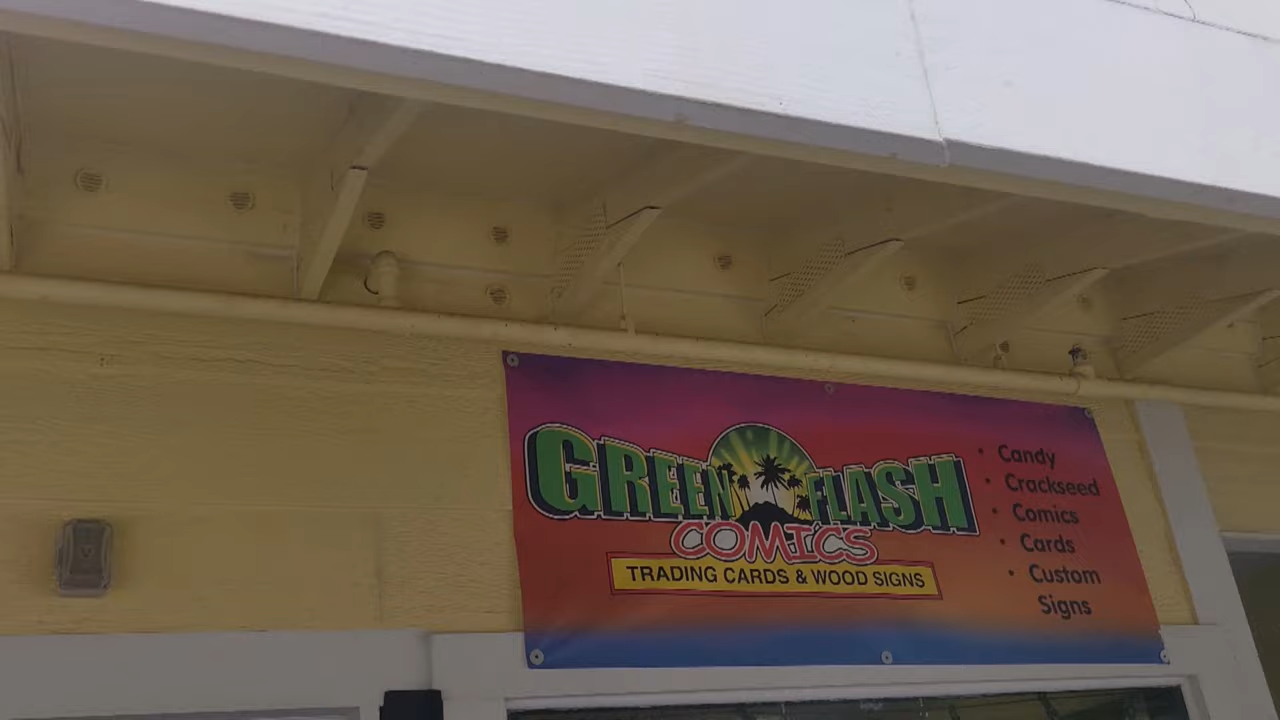 GREEN FLASH
COMICS
TRADING CARDS & WOOD SIGNS
• Candy
• Crackseed
• Comics
• Cards
• Custom
Signs